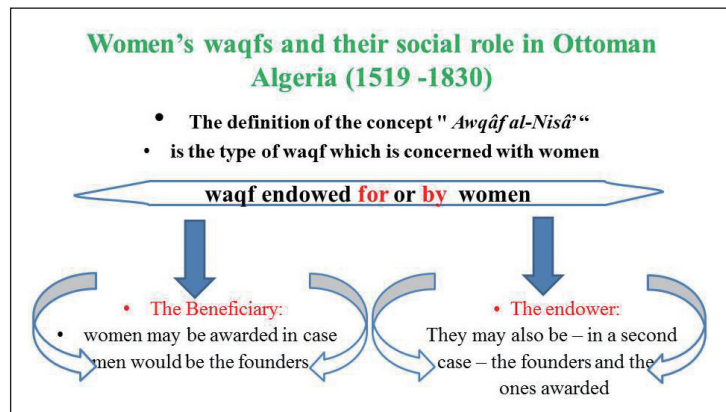 Women's waqfs and their social role in Ottoman
Algeria (1519 -1830)
• The definition of the concept " Awqâf al-Nisâ' “
• is the type of waqf which is concerned with women
waqf endowed for or by women
• The Beneficiary:
• women may be awarded in case
men would be the founders
• The endower:
They may also be – in a second
case – the founders and the
ones awarded